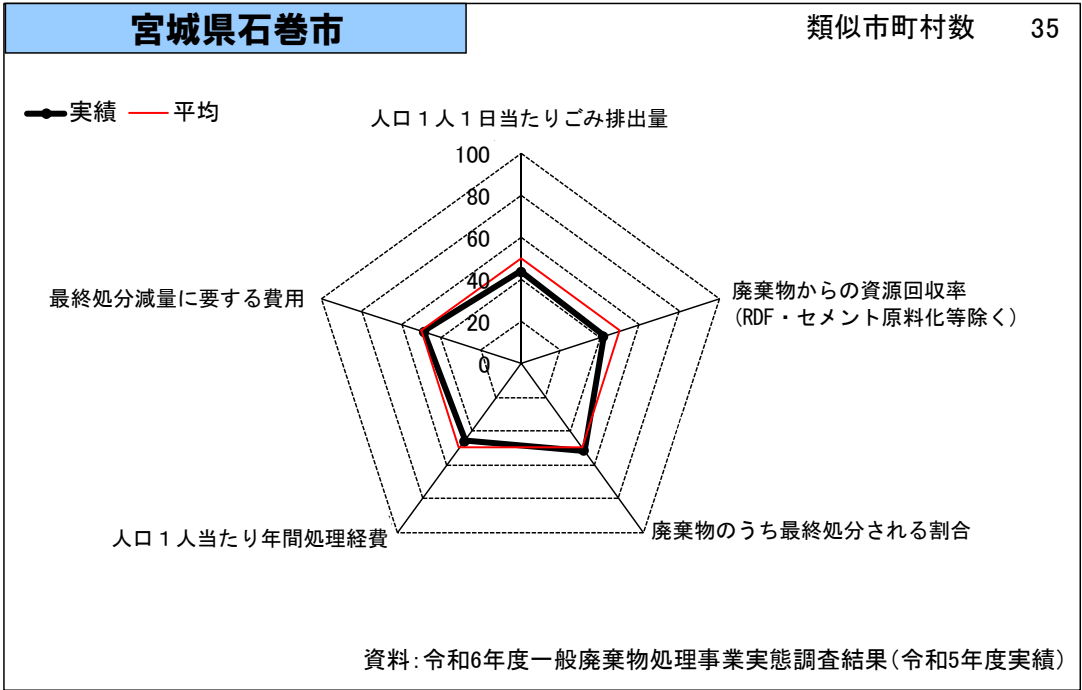 宮城県石巻市
類似市町村数 35
実績 平均
人口１人１日当たりごみ排出量
100
80
60
40
20
0
廃棄物からの資源回収率
(RDF・セメント原料化等除く)
最終処分減量に要する費用
人口１人当たり年間処理経費
廃棄物のうち最終処分される割合
資料:令和6年度一般廃棄物処理事業実態調査結果(令和5年度実績)